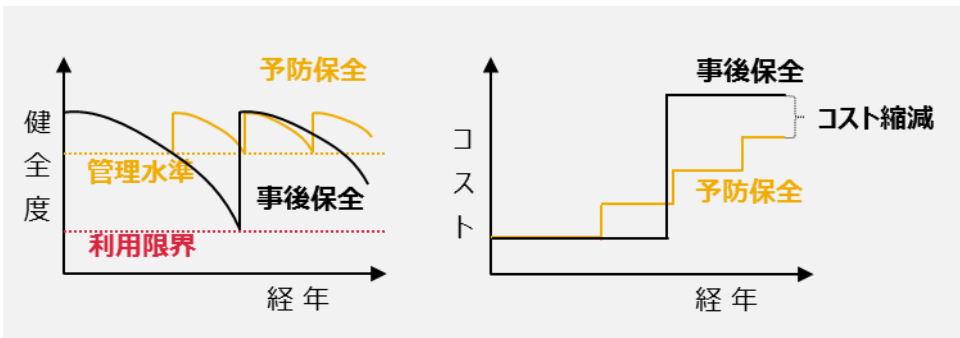 予防保全
健全度
管理水準
事後保全
利用限界
経年
事後保全
コスト縮減
コスト
予防保全
経年